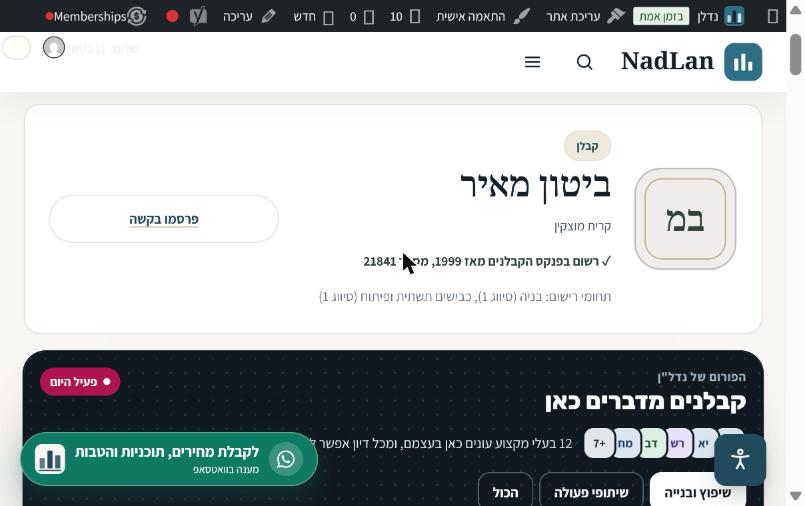 נדלן בזמן אמת עריכת אתר התאמה אישית 10 0 חדש עריכה Memberships
שלום, בן בטש
NadLan
קבלן
ביטון מאיר
במ
קרית מוצקין
פרסמו בקשה
✓ רשום בפנקס הקבלנים מאז 1999, 21841
תחומי רישום: בניה (סיווג 1), כבישים תשתית ופיתוח (סיווג 1)
הפורום של נדל"ן
פעיל היום
קבלנים מדברים כאן
יא רש דב מח +7 12 בעלי מקצוע עונים כאן בעצמם, ומכל דיון אפשר
לקבלת מחירים, תוכניות והטבות
מענה בוואטסאפ
שיפוץ ובנייה שיתופי פעולה הכול